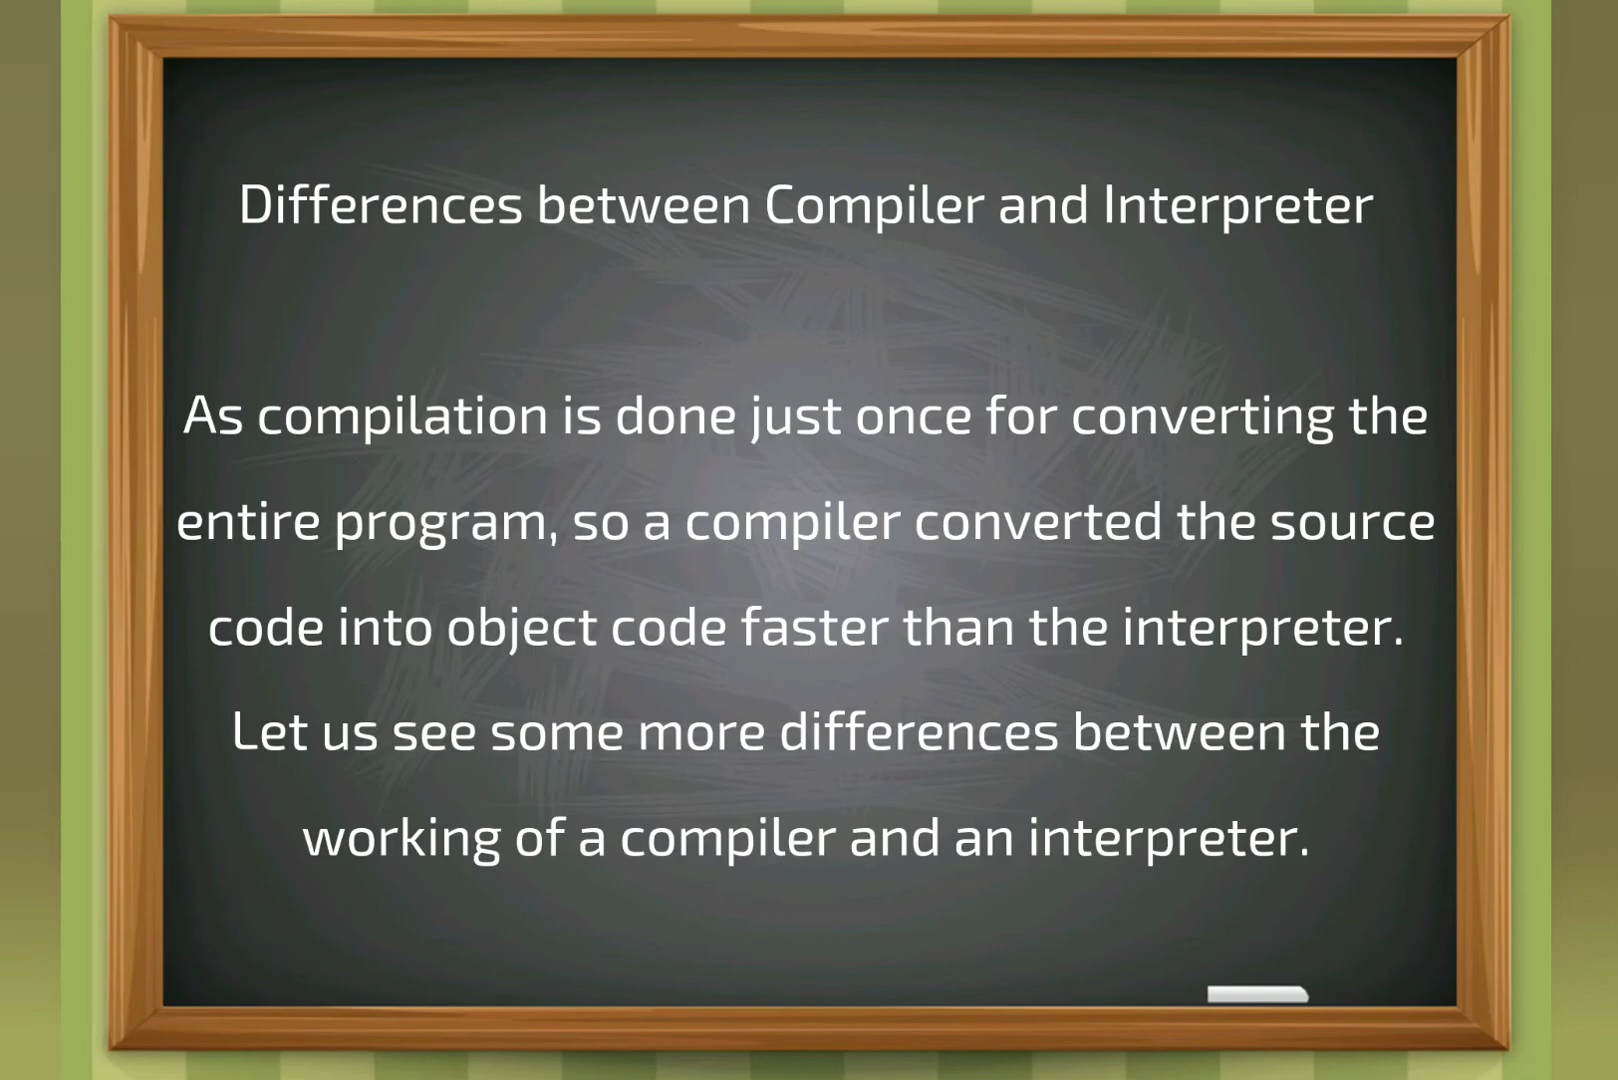 Differences between Compiler and Interpreter
As compilation is done just once for converting the
entire program, so a compiler converted the source
code into object code faster than the interpreter.
Let us see some more differences between the
working of a compiler and an interpreter.